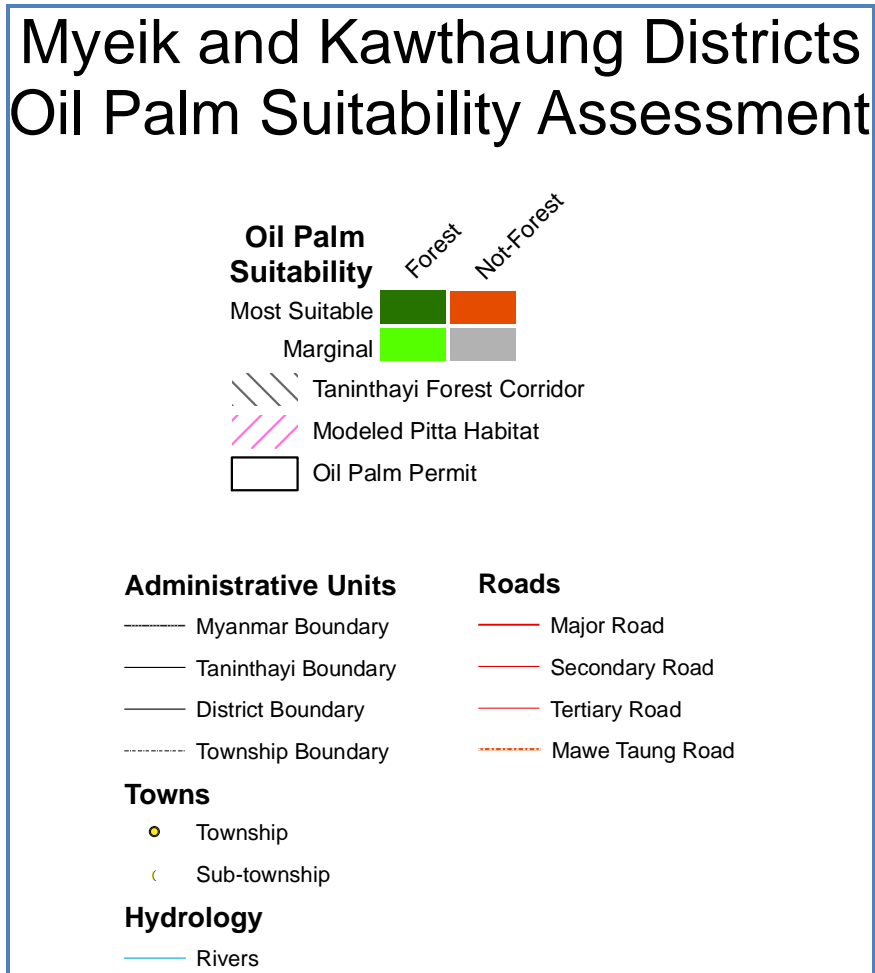 Myeik and Kawthaung Districts
Oil Palm Suitability Assessment
Oil Palm
Suitability
Forest
Not-Forest
Most Suitable
Marginal
Taninthayi Forest Corridor
Modeled Pitta Habitat
Oil Palm Permit
Administrative Units
Myanmar Boundary
Taninthayi Boundary
District Boundary
Township Boundary
Roads
Major Road
Secondary Road
Tertiary Road
Mawe Taung Road
Towns
Township
Sub-township
Hydrology
Rivers